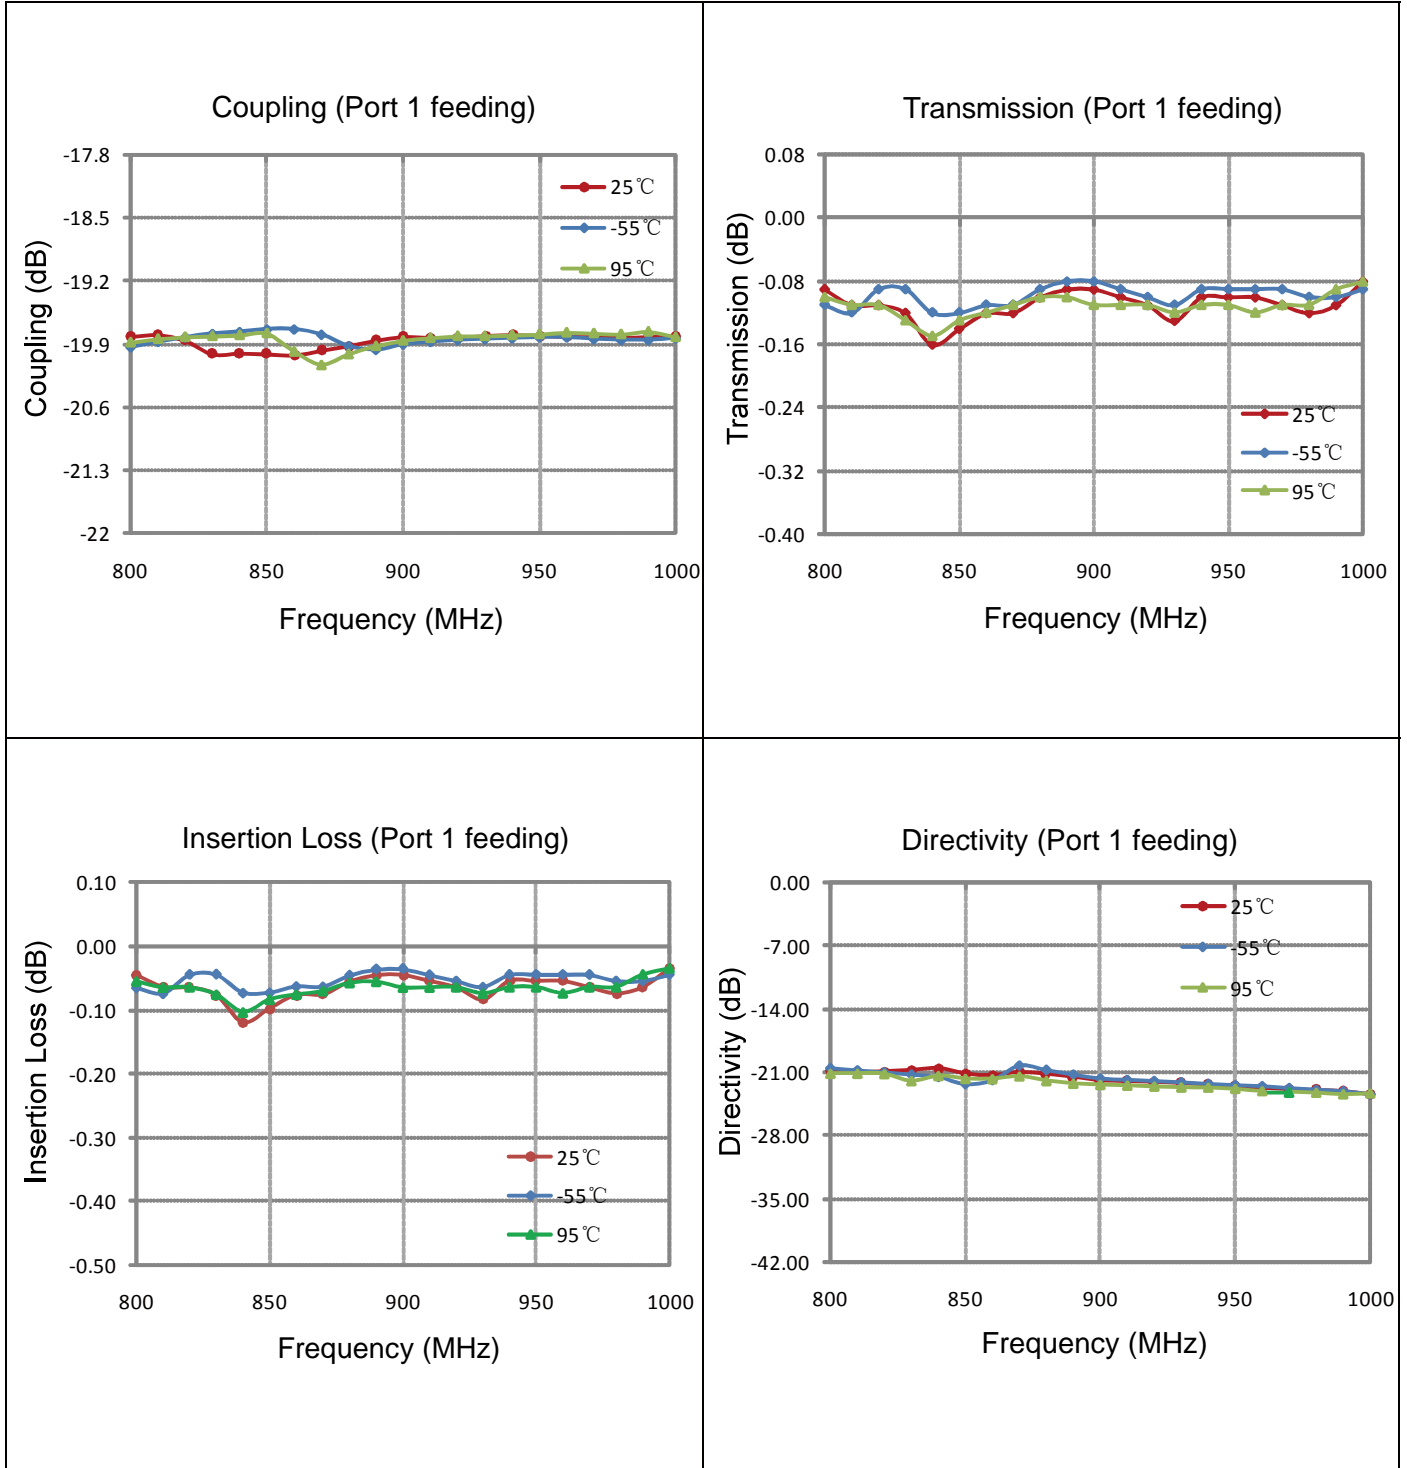 Coupling (Port 1 feeding)
-17.8
-18.5
-19.2
-19.9
-20.6
-21.3
-22
Coupling (dB)
25℃
-55℃
95℃
800 850 900 950 1000
Frequency (MHz)
Transmission (Port 1 feeding)
0.08
0.00
-0.08
-0.16
-0.24
-0.32
-0.40
Transmission (dB)
25℃
-55℃
95℃
800 850 900 950 1000
Frequency (MHz)
Insertion Loss (Port 1 feeding)
0.10
0.00
-0.10
-0.20
-0.30
-0.40
-0.50
Insertion Loss (dB)
25℃
-55℃
95℃
800 850 900 950 1000
Frequency (MHz)
Directivity (Port 1 feeding)
0.00
-7.00
-14.00
-21.00
-28.00
-35.00
-42.00
Directivity (dB)
25℃
-55℃
95℃
800 850 900 950 1000
Frequency (MHz)